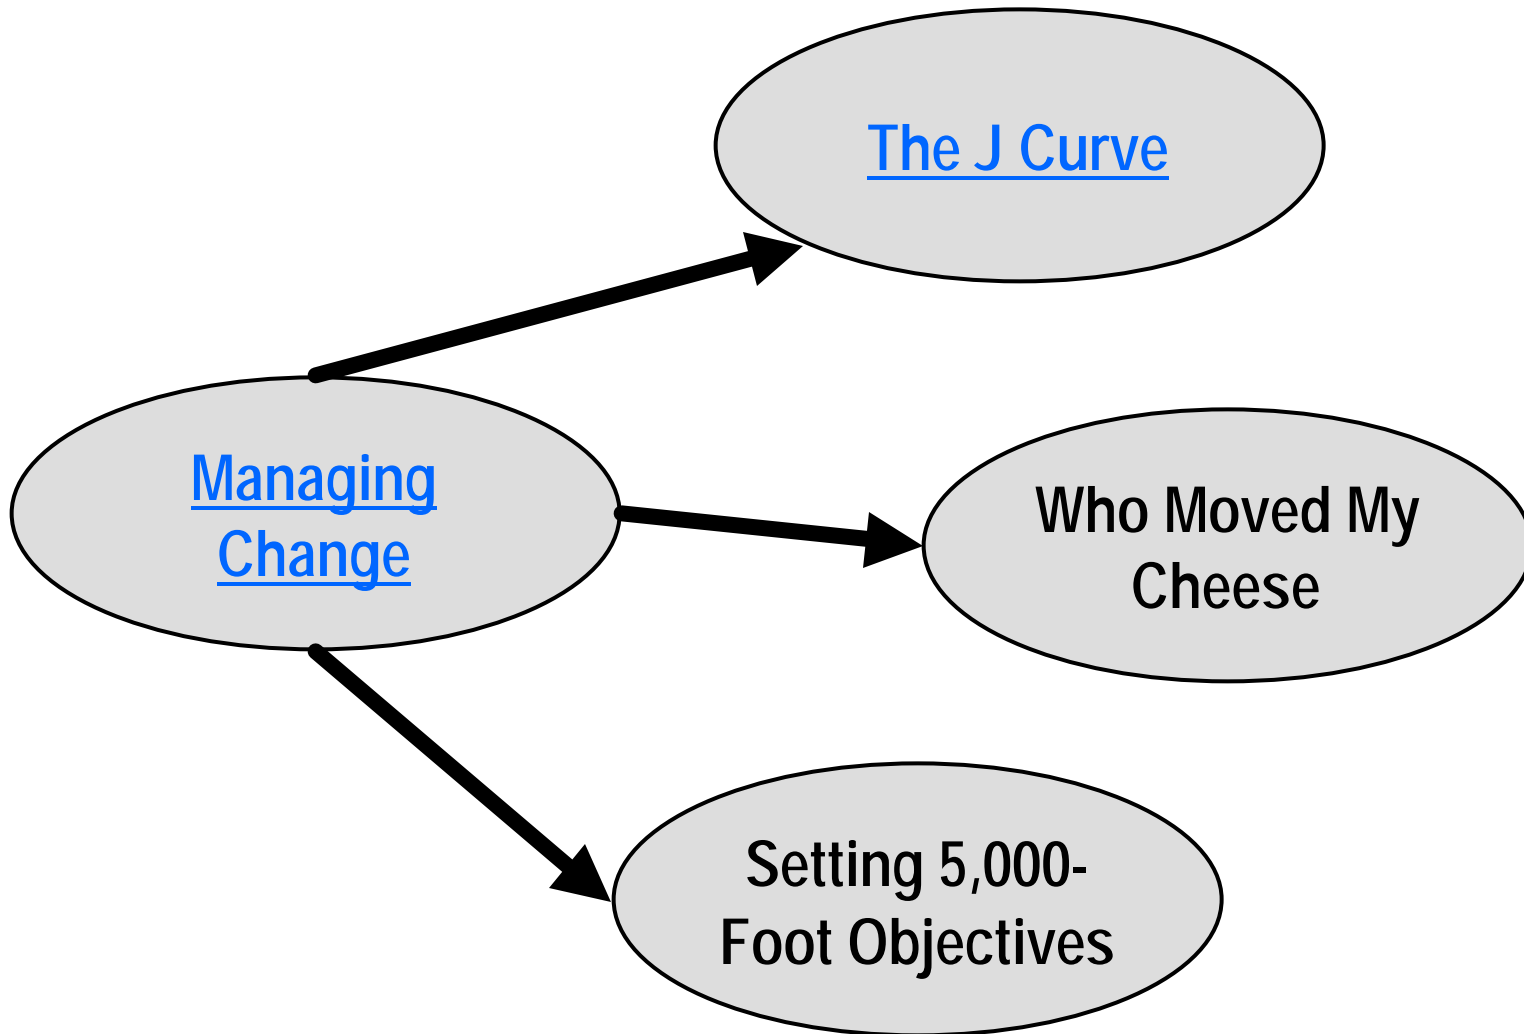 The J Curve
Managing
Change
Who Moved My
Cheese
Setting 5,000-
Foot Objectives